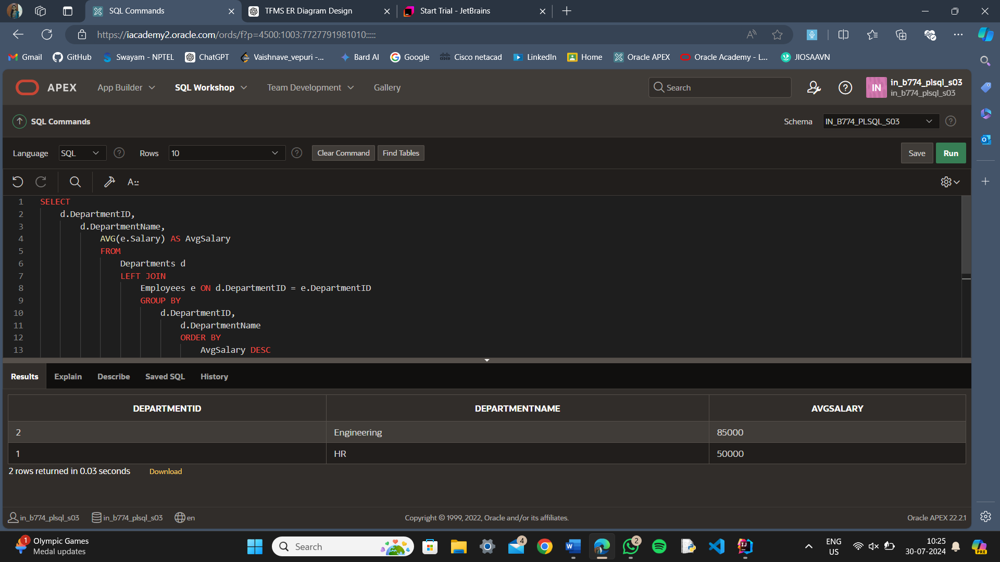 SQL Commands
TFMS ER Diagram Design
Start Trial - JetBrains
https://iacademy2.oracle.com/ords/f?p=4500:1003:7727791981010:::::
Gmail
GitHub
Swayam - NPTEL
ChatGPT
Vaishnave_vepuri -...
Bard AI
Google
Cisco netacad
LinkedIn
Home
Oracle APEX
Oracle Academy - L...
JIOSAAVN
APEX
App Builder
SQL Workshop
Team Development
Gallery
Search
IN
in_b774_plsql_s03
in_b774_plsql_s03
SQL Commands
Schema
IN_B774_PLSQL_S03
Language
SQL
Rows
10
Clear Command
Find Tables
Save
Run
1 SELECT
2 d.DepartmentID,
3 d.DepartmentName,
4 AVG(e.Salary) AS AvgSalary
5 FROM
6 Departments d
7 LEFT JOIN
8 Employees e ON d.DepartmentID = e.DepartmentID
9 GROUP BY
10 d.DepartmentID,
11 d.DepartmentName
12 ORDER BY
13 AvgSalary DESC
Results
Explain
Describe
Saved SQL
History
DEPARTMENTID DEPARTMENTNAME AVGSALARY
2 Engineering 85000
1 HR 50000
2 rows returned in 0.03 seconds
Download
in_b774_plsql_s03
in_b774_plsql_s03
en
Copyright © 1999, 2022, Oracle and/or its affiliates.
Oracle APEX 22.2.1
1
Olympic Games
Medal updates
Search
4
2
ENG
US
10:25
30-07-2024
PRE